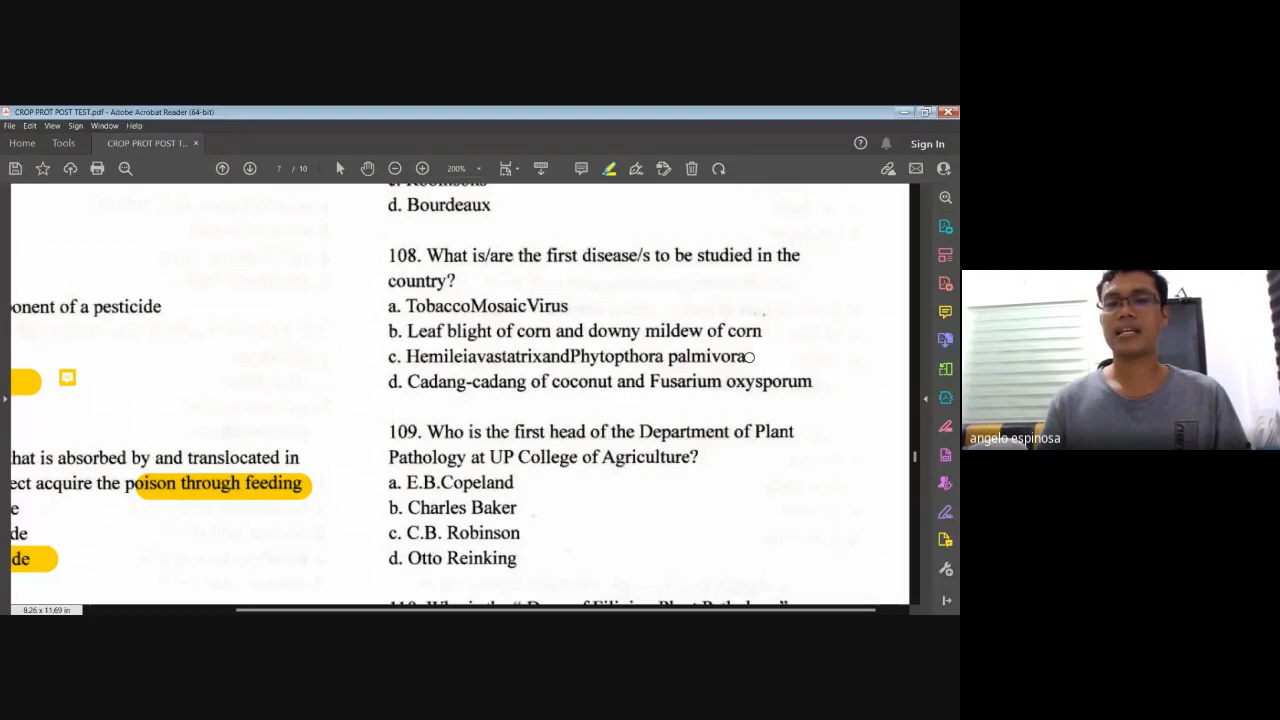 CROP PROT POST TEST.pdf - Adobe Acrobat Reader (64-bit)
File Edit View Sign Window Help
Home Tools CROP PROT POST T... × Sign In
7 / 10 200%
d. Bourdeaux
108. What is/are the first disease/s to be studied in the
country?
a. TobaccoMosaicVirus
b. Leaf blight of corn and downy mildew of corn
c. HemileiavastatrixandPhytopthora palmivora
d. Cadang-cadang of coconut and Fusarium oxysporum
109. Who is the first head of the Department of Plant
Pathology at UP College of Agriculture?
a. E.B.Copeland
b. Charles Baker
c. C.B. Robinson
d. Otto Reinking
onent of a pesticide
hat is absorbed by and translocated in
ect acquire the poison through feeding
e
de
de
8.26 x 11.69 in
angelo espinosa